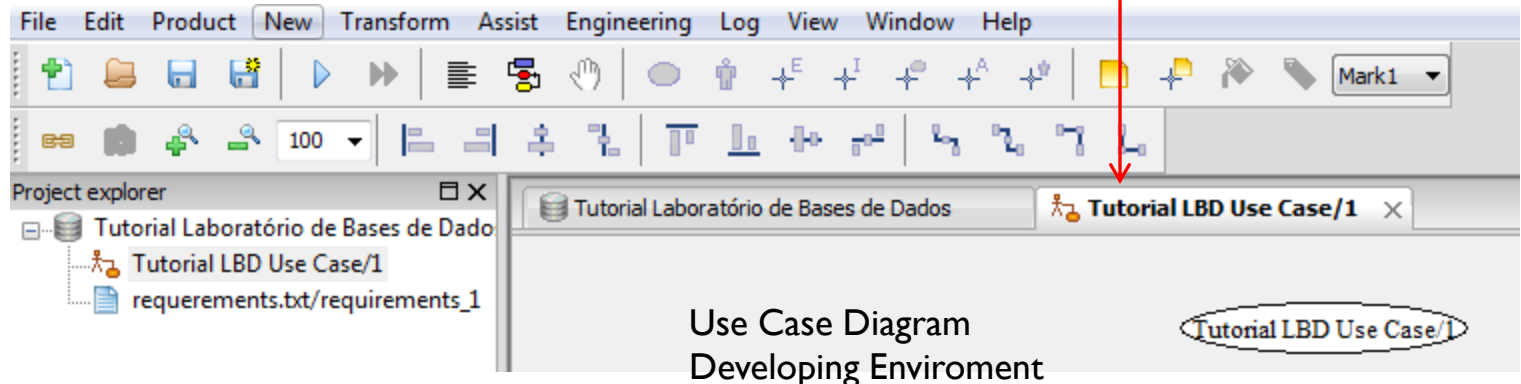 File Edit Product New Transform Assist Engineering Log View Window Help
E I A Mark1
100
Project explorer
Tutorial Laboratório de Bases de Dado
Tutorial LBD Use Case/1
requerements.txt/requirements_1
Tutorial Laboratório de Bases de Dados
Tutorial LBD Use Case/1
Use Case Diagram
Developing Enviroment
Tutorial LBD Use Case/1